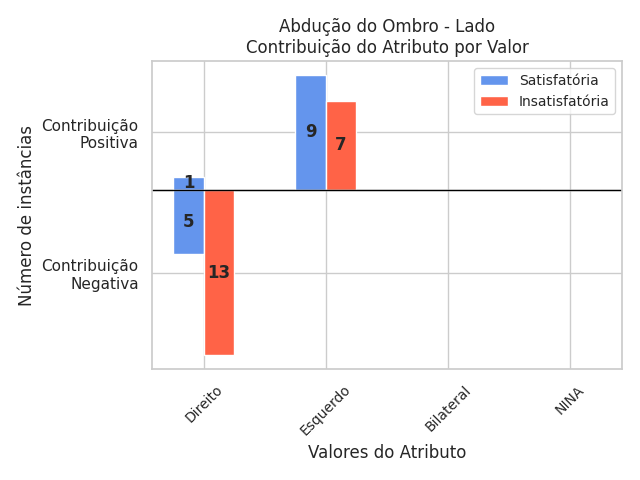 Abdução do Ombro - Lado
Contribuição do Atributo por Valor
Satisfatória
Insatisfatória
Número de instâncias
Contribuição
Positiva
Contribuição
Negativa
1
5
13
9
7
Direito
Esquerdo
Bilateral
NINA
Valores do Atributo